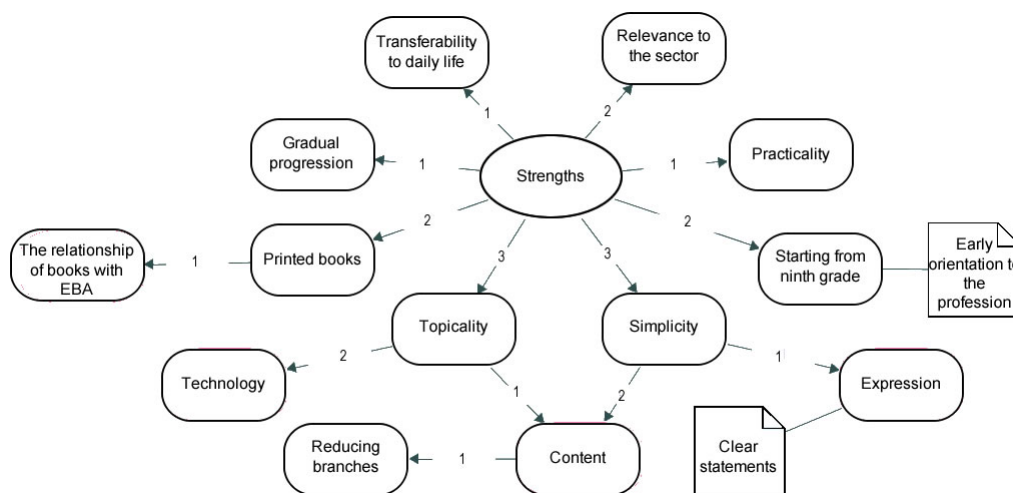 Transferability
to daily life
Relevance to
the sector
1
2
Gradual
progression
1
Strengths
1
Practicality
2
2
The relationship
of books with
EBA
1
Printed books
3
3
Starting from
ninth grade
Early
orientation to
the
profession
Topicality
Simplicity
Technology
2
1
Expression
1
2
Reducing
branches
1
Content
Clear
statements